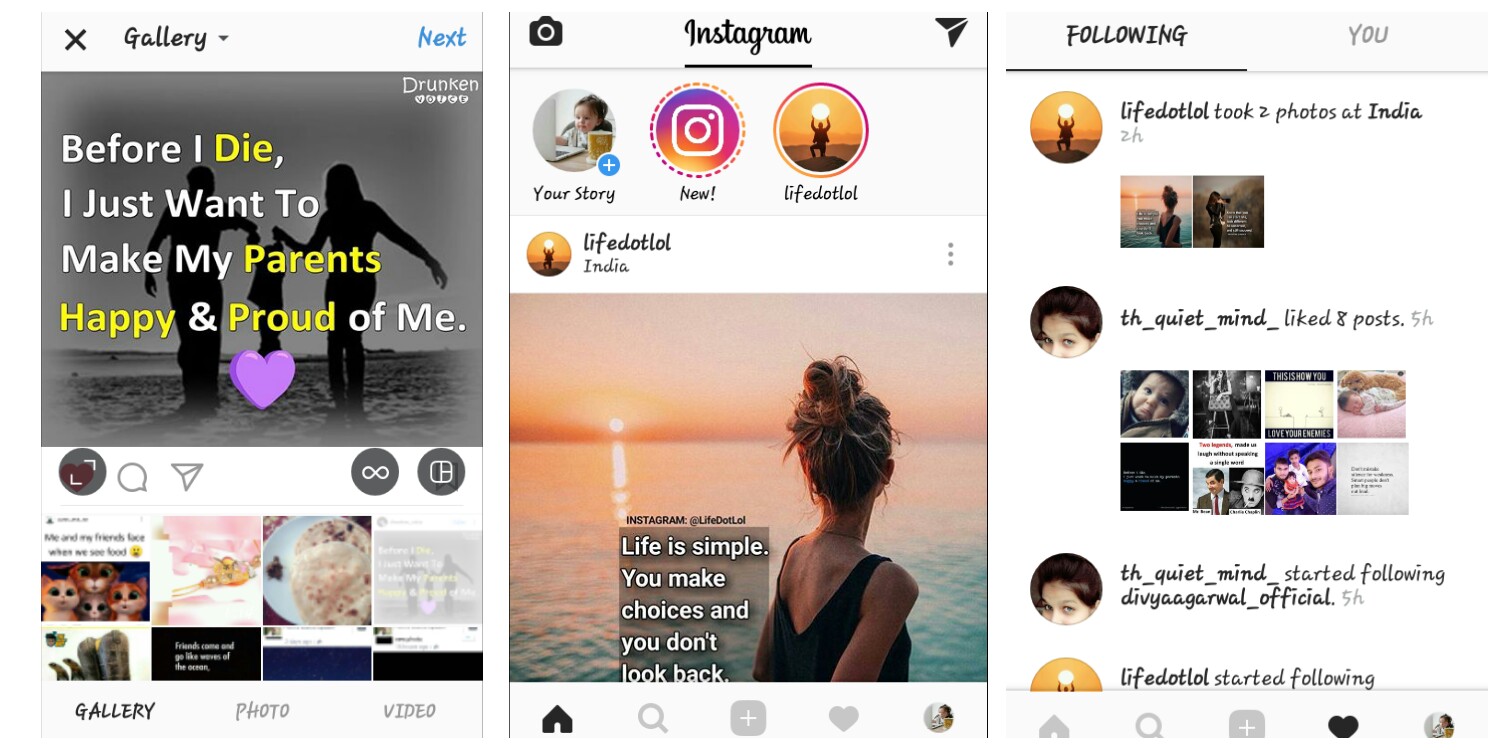 Gallery
Next
Drunken
VOICE
Before I Die,
I Just Want To
Make My Parents
Happy & Proud of Me.
Me and my friends face
when we see food
Before I Die,
I Just Want To
Make My Parents
Happy & Proud of Me.
Friends come and
go like waves of
the ocean,
GALLERY
PHOTO
VIDEO
Instagram
Your Story
New!
lifedotlol
lifedotlol
India
INSTAGRAM: @LifeDotLol
Life is simple.
You make
choices and
you don't
look back.
FOLLOWING
YOU
lifedotlol took 2 photos at India
2h
th_quiet_mind_ liked 8 posts. 5h
THIS IS HOW YOU
LOVE YOUR ENEMIES
Two legends, made us
laugh without speaking
a single word
Mr Bean
Charlie Chaplin
th_quiet_mind_ started following
divyaagarwal_official. 5h
lifedotlol started following